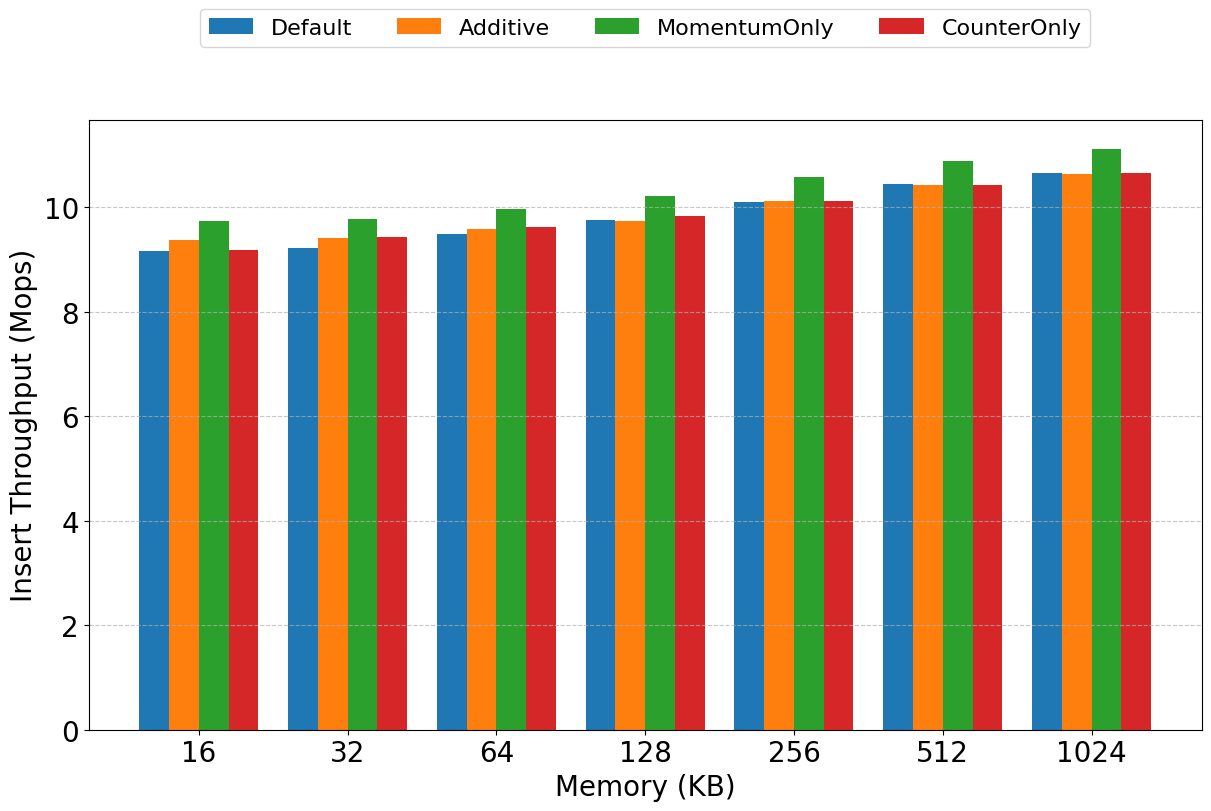 Default Additive MomentumOnly CounterOnly
Insert Throughput (Mops)
10
8
6
4
2
0
16 32 64 128 256 512 1024
Memory (KB)